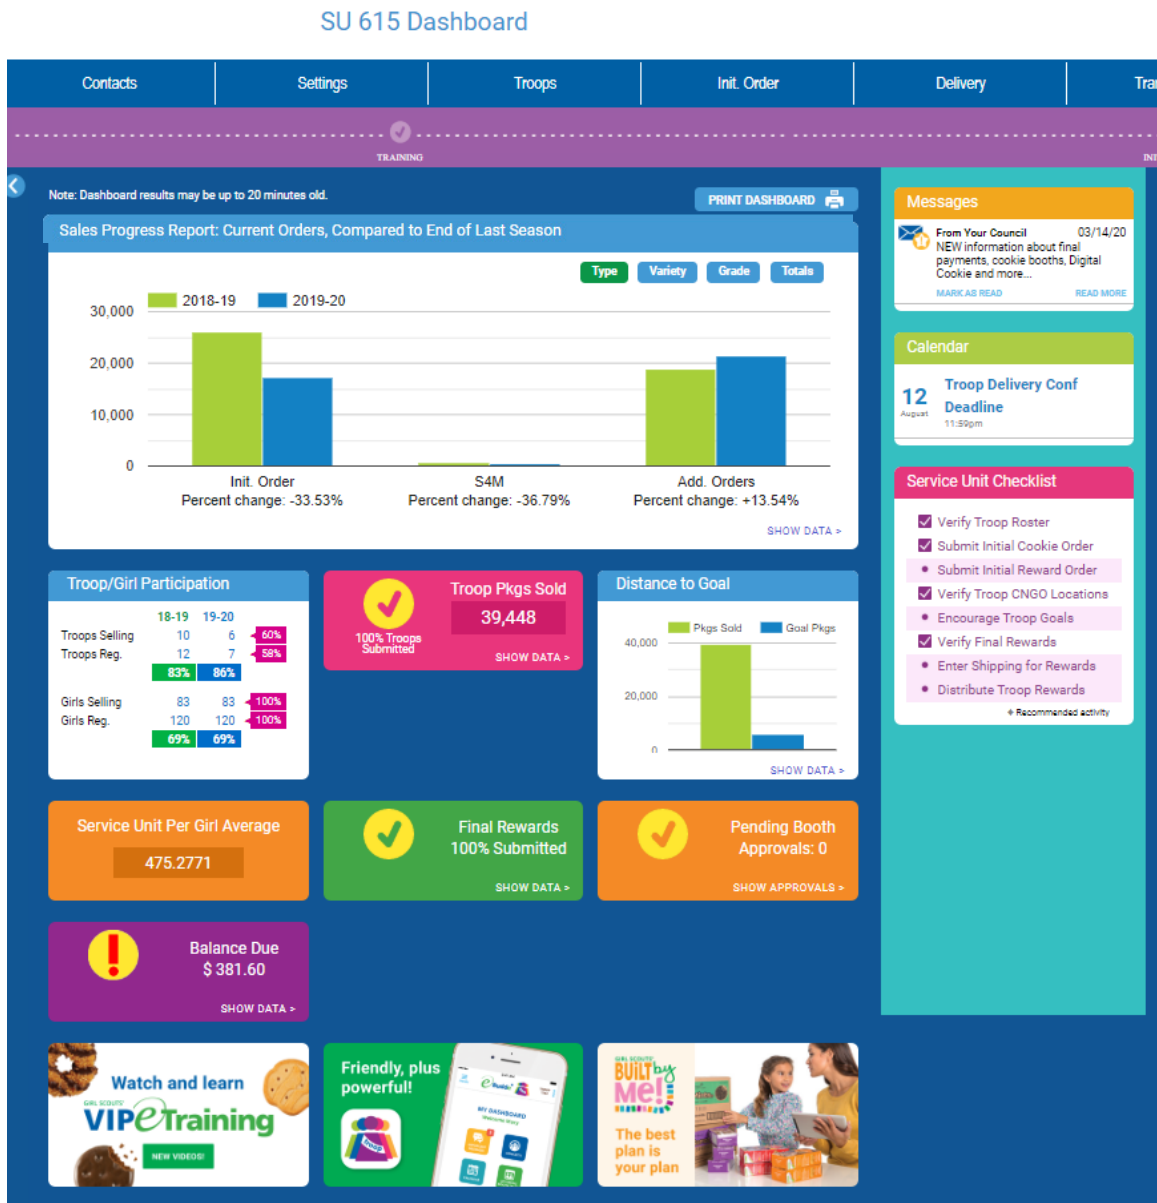 SU 615 Dashboard
Contacts Settings Troops Init. Order Delivery Tra
TRAINING INI
Note: Dashboard results may be up to 20 minutes old.
PRINT DASHBOARD
Sales Progress Report: Current Orders, Compared to End of Last Season
Type Variety Grade Totals
2018-19 2019-20
30,000
20,000
10,000
0
Init. Order S4M Add. Orders
Percent change: -33.53% Percent change: -36.79% Percent change: +13.54%
SHOW DATA >
Messages
From Your Council 03/14/20
NEW information about final
payments, cookie booths, Digital
Cookie and more...
MARK AS READ READ MORE
Calendar
12
August
Troop Delivery Conf
Deadline
11:59pm
Service Unit Checklist
Verify Troop Roster
Submit Initial Cookie Order
Submit Initial Reward Order
Verify Troop CNGO Locations
Encourage Troop Goals
Verify Final Rewards
Enter Shipping for Rewards
Distribute Troop Rewards
+ Recommended activity
Troop/Girl Participation
18-19 19-20
Troops Selling 10 6 60%
Troops Reg. 12 7 58%
83% 86%
Girls Selling 83 83 100%
Girls Reg. 120 120 100%
69% 69%
100% Troops
Submitted
Troop Pkgs Sold
39,448
SHOW DATA >
Distance to Goal
Pkgs Sold Goal Pkgs
40,000
20,000
0
SHOW DATA >
Service Unit Per Girl Average
475.2771
Final Rewards
100% Submitted
SHOW DATA >
Pending Booth
Approvals: 0
SHOW APPROVALS >
Balance Due
$ 381.60
SHOW DATA >
Watch and learn
GIRL SCOUTS'
VIP eTraining
NEW VIDEOS!
Friendly, plus
powerful!
troop
eBudde
MY DASHBOARD
GIRL SCOUTS'
BUiLT by
Me!
The best
plan is
your plan